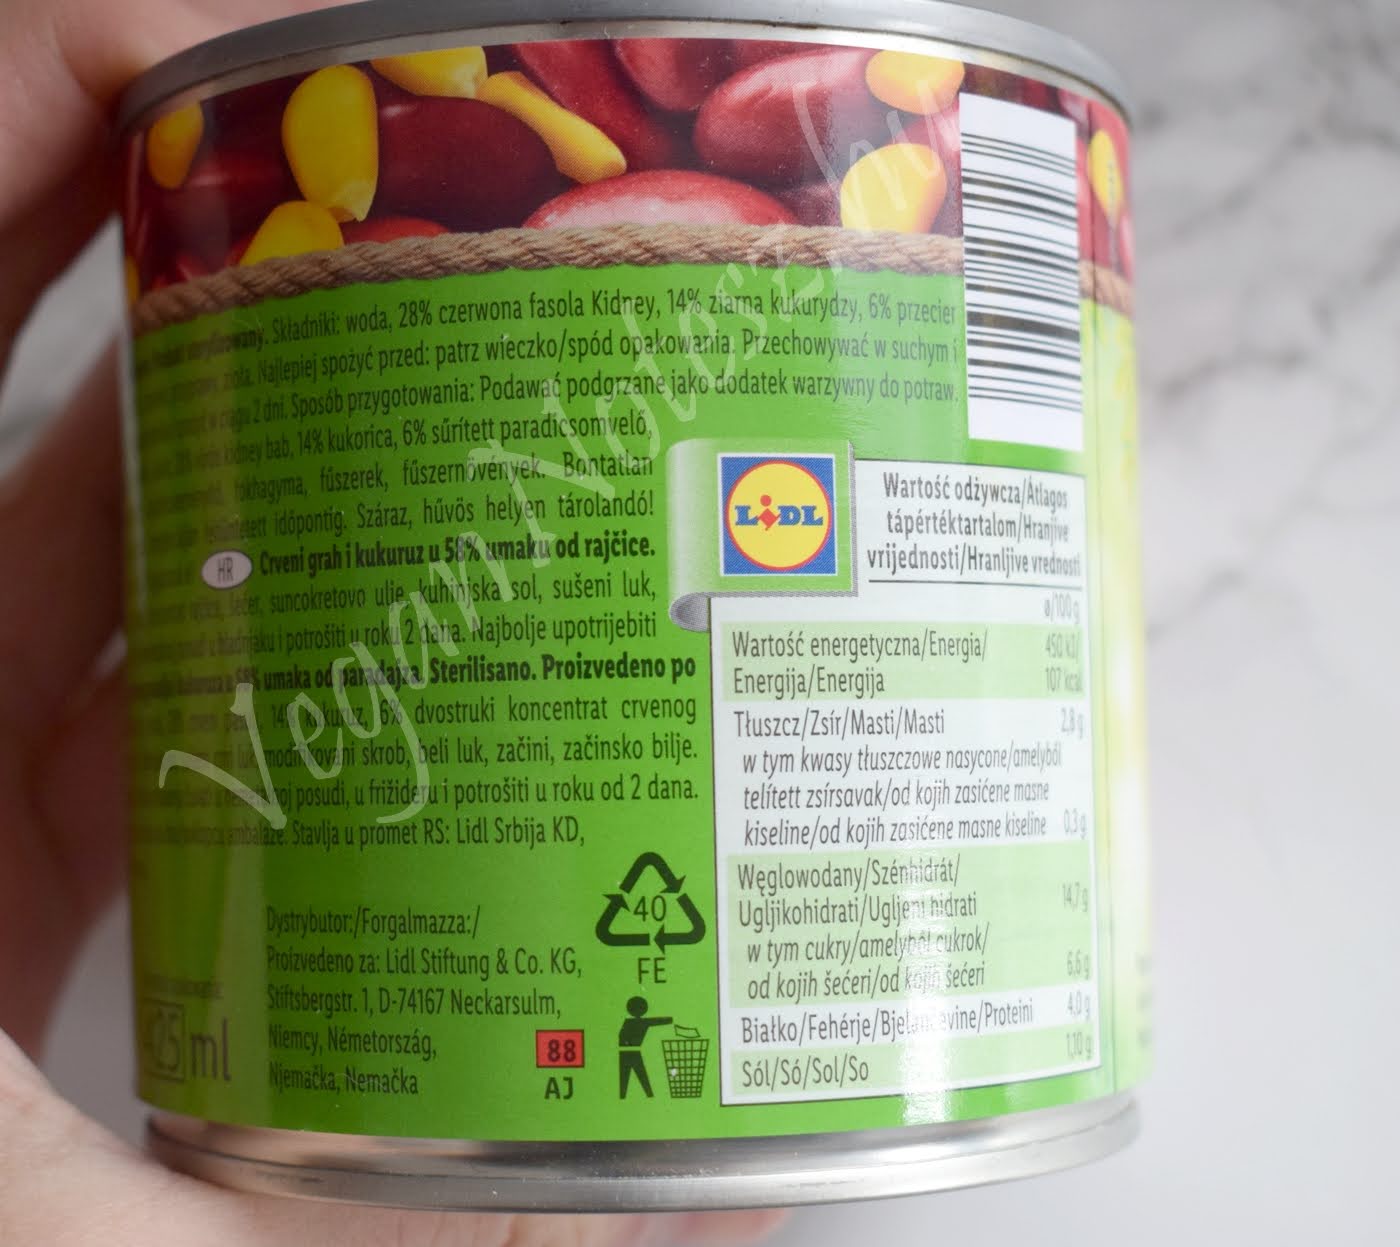 Składniki: woda, 28% czerwona fasola Kidney, 14% ziarna kukurydzy, 6% przecier
zioła. Najlepiej spożyć przed: patrz wieczko/spód opakowania. Przechowywać w suchym i
w ciągu 2 dni. Sposób przygotowania: Podawać podgrzane jako dodatek warzywny do potraw.
kidney bab, 14% kukorica, 6% sűrített paradicsomvelő,
fokhagyma, fűszerek, fűszernövények. Bontatlan
időpontig. Száraz, hűvös helyen tárolandó!
HR Crveni grah i kukuruz u 58% umaku od rajčice.
suncokretovo ulje, kuhinjska sol, sušeni luk,
i potrošiti u roku 2 dana. Najbolje upotrijebiti
58% umaka od paradajza. Sterilisano. Proizvedeno po
14% kukuruz, 6% dvostruki koncentrat crvenog
modifikovani skrob, beli luk, začini, začinsko bilje.
posudi, u frižideru i potrošiti u roku od 2 dana.
ambalaže. Stavlja u promet RS: Lidl Srbija KD,
Dystrybutor:/Forgalmazza:/
Proizvedeno za: Lidl Stiftung & Co. KG,
Stiftsbergstr. 1, D-74167 Neckarsulm,
Niemcy, Németország,
Njemačka, Nemačka
ml
40
FE
88
AJ
LIDL
Wartość odżywcza/Átlagos
tápértéktartalom/Hranjive
vrijednosti/Hranljive vrednosti
ø/100 g
Wartość energetyczna/Energia/ 450 kJ/
Energija/Energija 107 kcal
Tłuszcz/Zsír/Masti/Masti 2,8 g
w tym kwasy tłuszczowe nasycone/amelyből
telített zsírsavak/od kojih zasićene masne
kiseline/od kojih zasićene masne kiseline 0,3 g
Węglowodany/Szénhidrát/
Ugljikohidrati/Ugljeni hidrati 14,7 g
w tym cukry/amelyből cukrok/
od kojih šećeri/od kojih šećeri 6,6 g
Białko/Fehérje/Bjelančevine/Proteini 4,0 g
Sól/Só/Sol/So 1,10 g
VeganNotos.hu